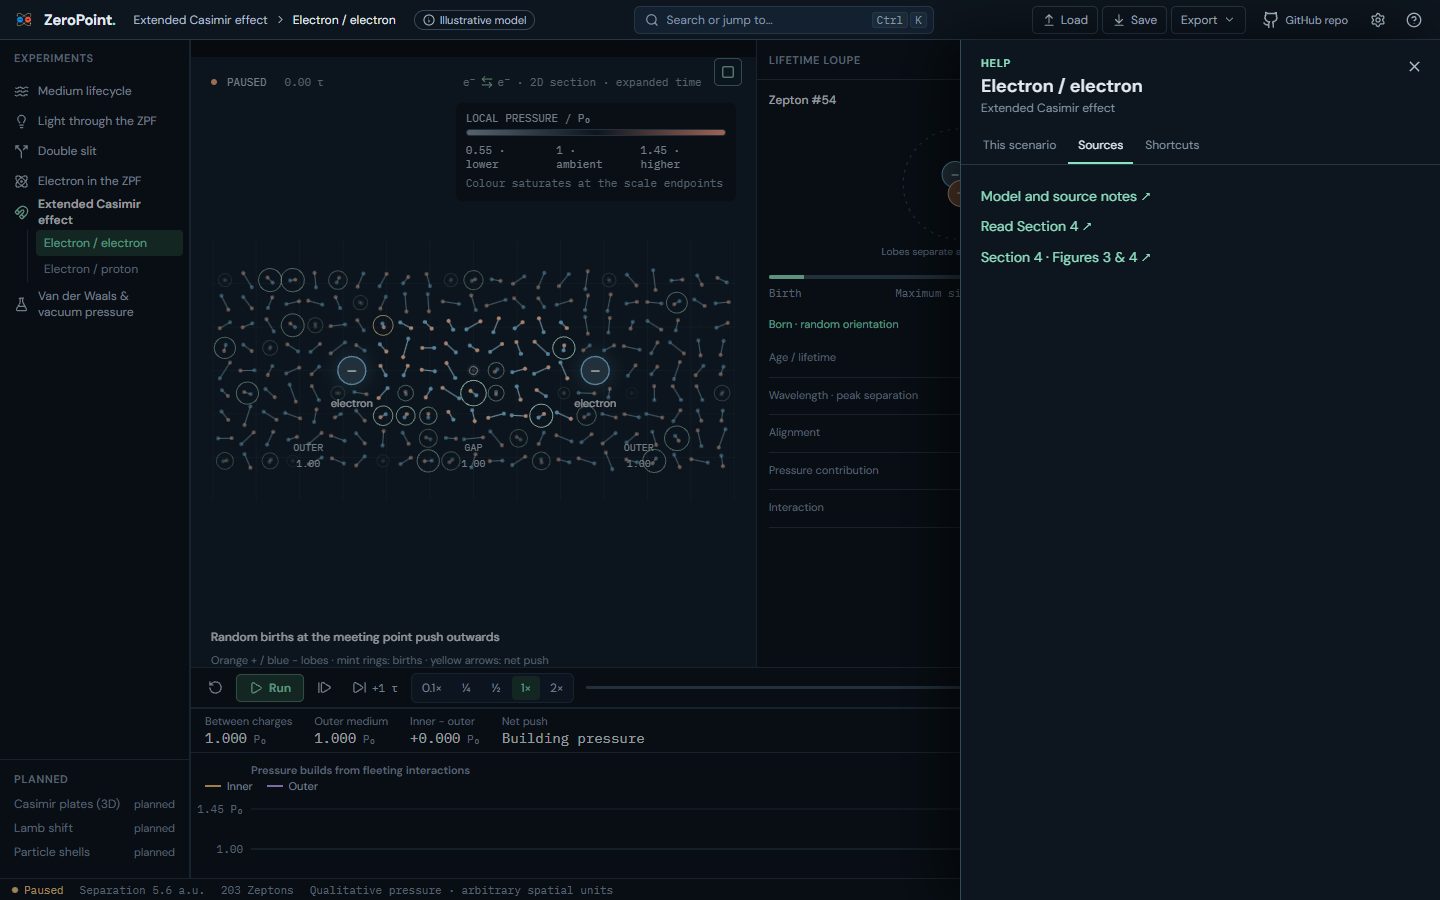 ZeroPoint.
Extended Casimir effect > Electron / electron
Illustrative model
Search or jump to...
Ctrl K
Load
Save
Export
GitHub repo
EXPERIMENTS
Medium lifecycle
Light through the ZPF
Double slit
Electron in the ZPF
Extended Casimir
effect
Electron / electron
Electron / proton
Van der Waals &
vacuum pressure
PLANNED
Casimir plates (3D) planned
Lamb shift planned
Particle shells planned
PAUSED 0.00 τ
e⁻ ⇆ e⁻ · 2D section · expanded time
LOCAL PRESSURE / P₀
0.55 · lower
1 · ambient
1.45 · higher
Colour saturates at the scale endpoints
electron
electron
OUTER
1.00
GAP
1.00
OUTER
1.00
Random births at the meeting point push outwards
Orange + / blue − lobes · mint rings: births · yellow arrows: net push
LIFETIME LOUPE
Zepton #54
Lobes separate
Birth
Maximum si
Born · random orientation
Age / lifetime
Wavelength · peak separation
Alignment
Pressure contribution
Interaction
Run
+1 τ
0.1× ¼ ½ 1× 2×
Between charges
1.000 P₀
Outer medium
1.000 P₀
Inner − outer
+0.000 P₀
Net push
Building pressure
Pressure builds from fleeting interactions
Inner
Outer
1.45 P₀
1.00
Paused Separation 5.6 a.u. 203 Zeptons Qualitative pressure · arbitrary spatial units
HELP
Electron / electron
Extended Casimir effect
This scenario Sources Shortcuts
Model and source notes ↗
Read Section 4 ↗
Section 4 · Figures 3 & 4 ↗